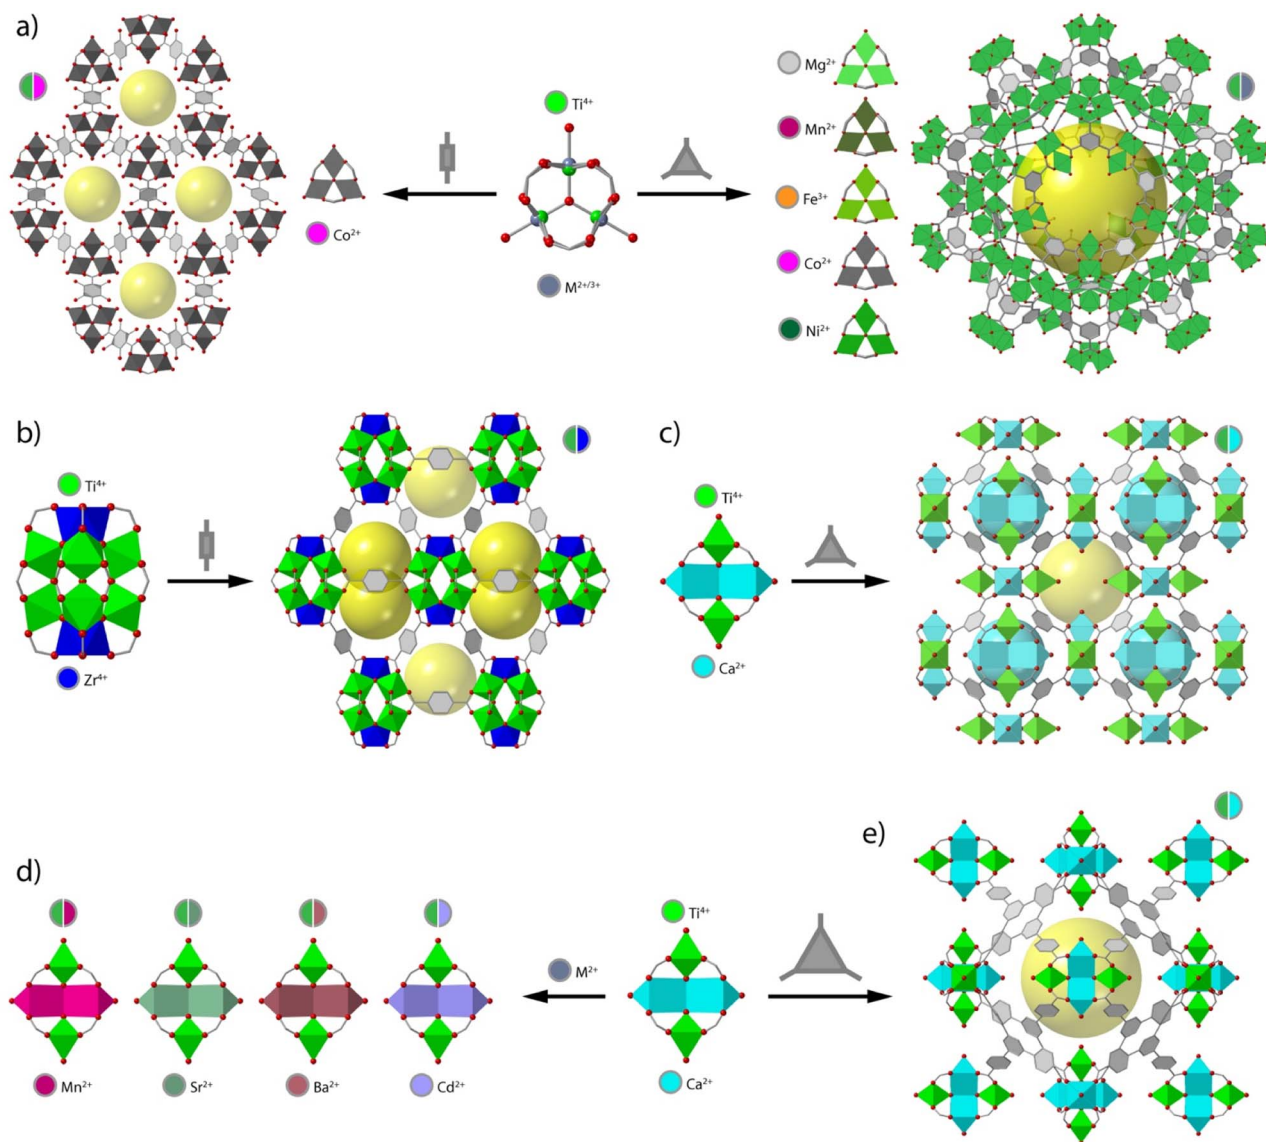 a)
Co²⁺
Ti⁴⁺
M²⁺/³⁺
Mg²⁺
Mn²⁺
Fe³⁺
Co²⁺
Ni²⁺
b)
Ti⁴⁺
Zr⁴⁺
c)
Ti⁴⁺
Ca²⁺
d)
Mn²⁺
Sr²⁺
Ba²⁺
Cd²⁺
M²⁺
Ti⁴⁺
Ca²⁺
e)